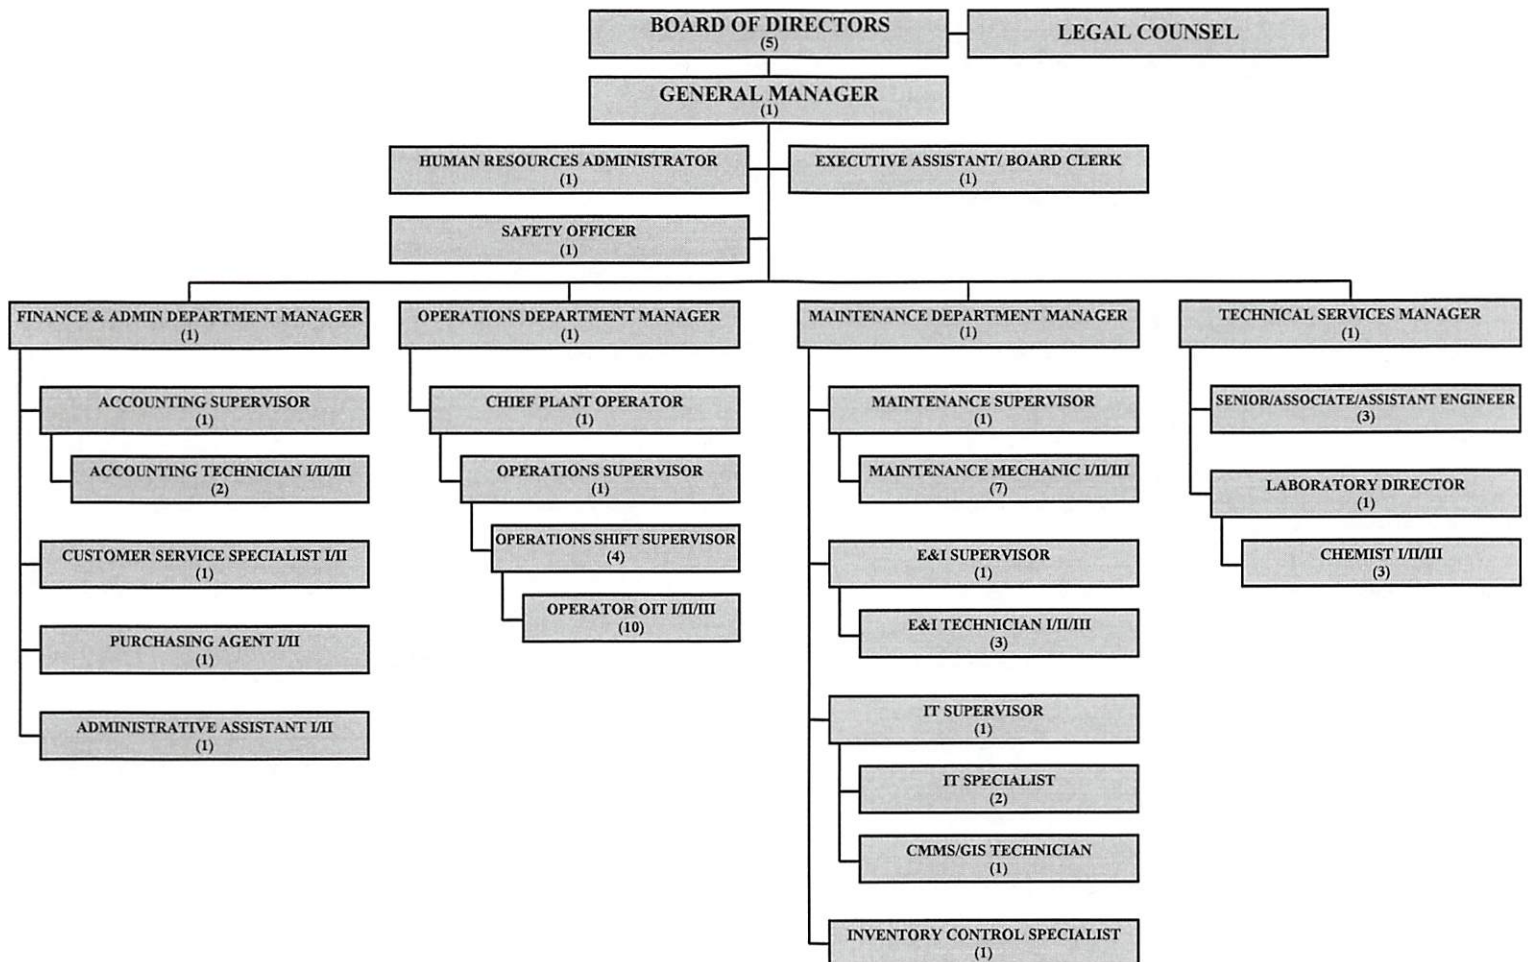 BOARD OF DIRECTORS
(5)
LEGAL COUNSEL
GENERAL MANAGER
(1)
HUMAN RESOURCES ADMINISTRATOR
(1)
EXECUTIVE ASSISTANT/ BOARD CLERK
(1)
SAFETY OFFICER
(1)
FINANCE & ADMIN DEPARTMENT MANAGER
(1)
ACCOUNTING SUPERVISOR
(1)
ACCOUNTING TECHNICIAN I/II/III
(2)
CUSTOMER SERVICE SPECIALIST I/II
(1)
PURCHASING AGENT I/II
(1)
ADMINISTRATIVE ASSISTANT I/II
(1)
OPERATIONS DEPARTMENT MANAGER
(1)
CHIEF PLANT OPERATOR
(1)
OPERATIONS SUPERVISOR
(1)
OPERATIONS SHIFT SUPERVISOR
(4)
OPERATOR OIT I/II/III
(10)
MAINTENANCE DEPARTMENT MANAGER
(1)
MAINTENANCE SUPERVISOR
(1)
MAINTENANCE MECHANIC I/II/III
(7)
E&I SUPERVISOR
(1)
E&I TECHNICIAN I/II/III
(3)
IT SUPERVISOR
(1)
IT SPECIALIST
(2)
CMMS/GIS TECHNICIAN
(1)
INVENTORY CONTROL SPECIALIST
(1)
TECHNICAL SERVICES MANAGER
(1)
SENIOR/ASSOCIATE/ASSISTANT ENGINEER
(3)
LABORATORY DIRECTOR
(1)
CHEMIST I/II/III
(3)